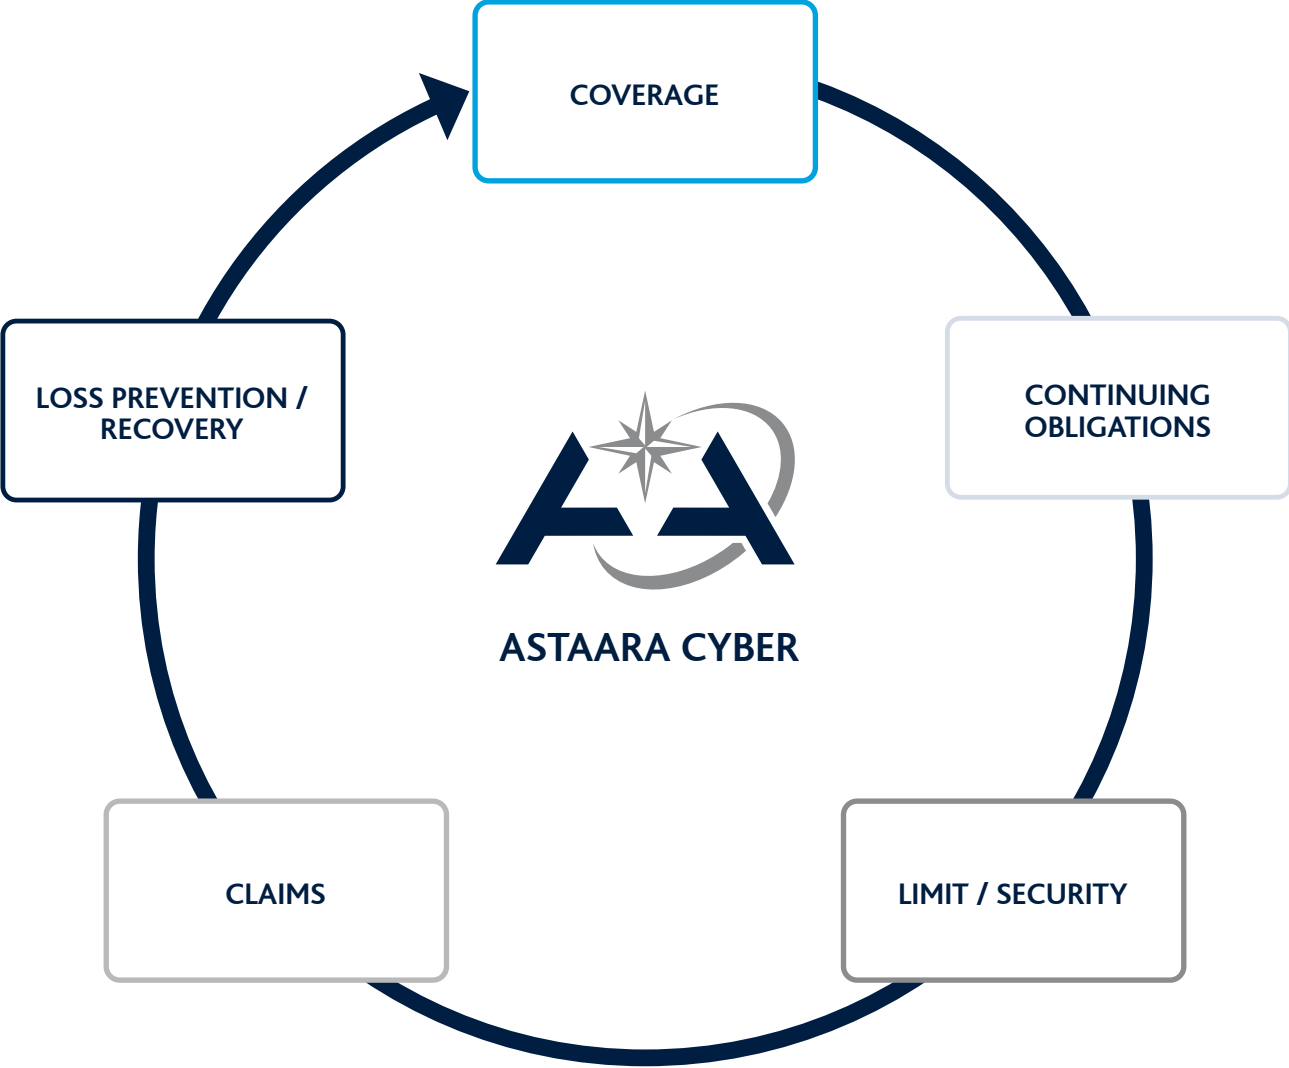 COVERAGE
CONTINUING
OBLIGATIONS
LIMIT / SECURITY
CLAIMS
LOSS PREVENTION /
RECOVERY
ASTAARA CYBER